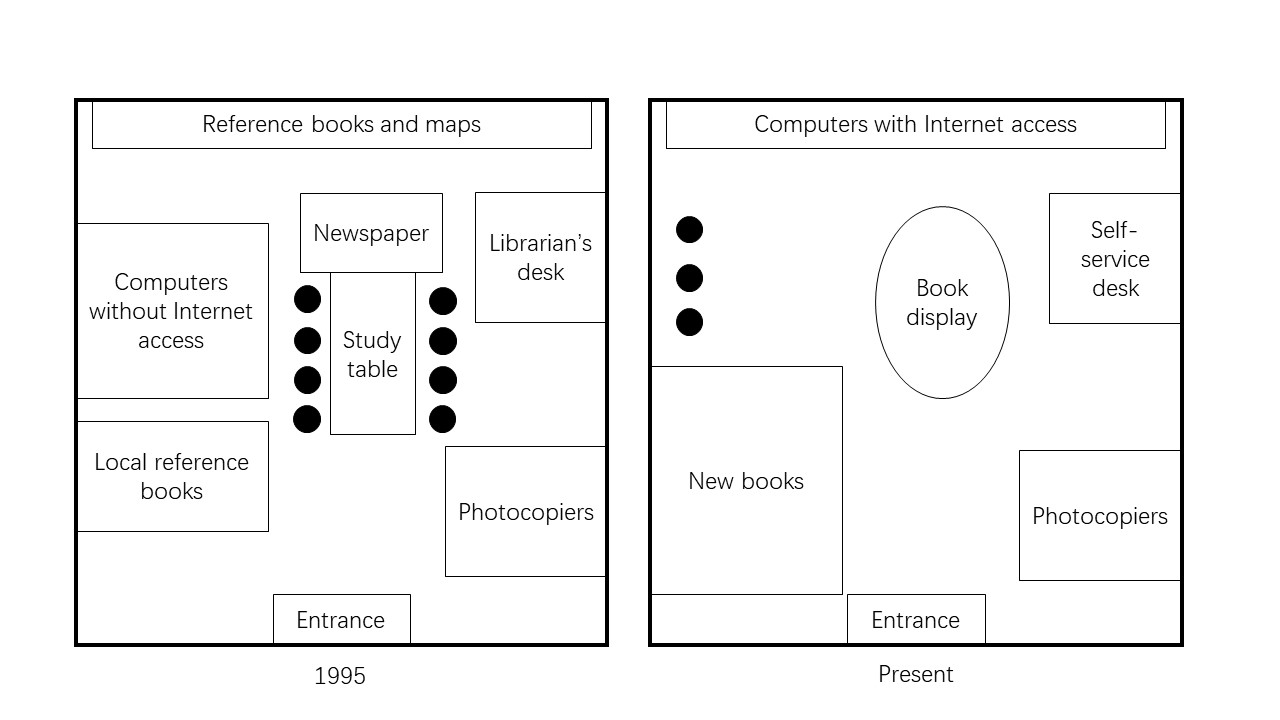 Reference books and maps
Newspaper
Librarian's
desk
Computers
without Internet
access
Study
table
Local reference
books
Photocopiers
Entrance
1995
Computers with Internet access
Self-
service
desk
Book
display
New books
Photocopiers
Entrance
Present